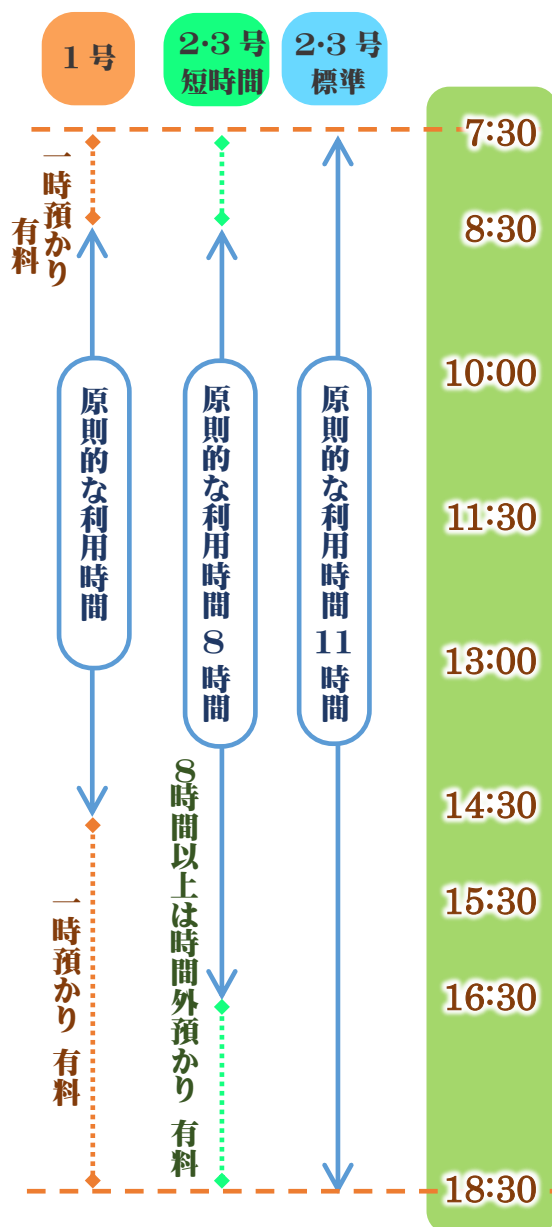 1 号
2·3 号
短時間
2·3 号
標準
7:30
一時預かり
有料
8:30
10:00
原則的な利用時間
原則的な利用時間 8 時間
原則的な利用時間 11 時間
11:30
13:00
14:30
8時間以上は時間外預かり 有料
一時預かり 有料
15:30
16:30
18:30